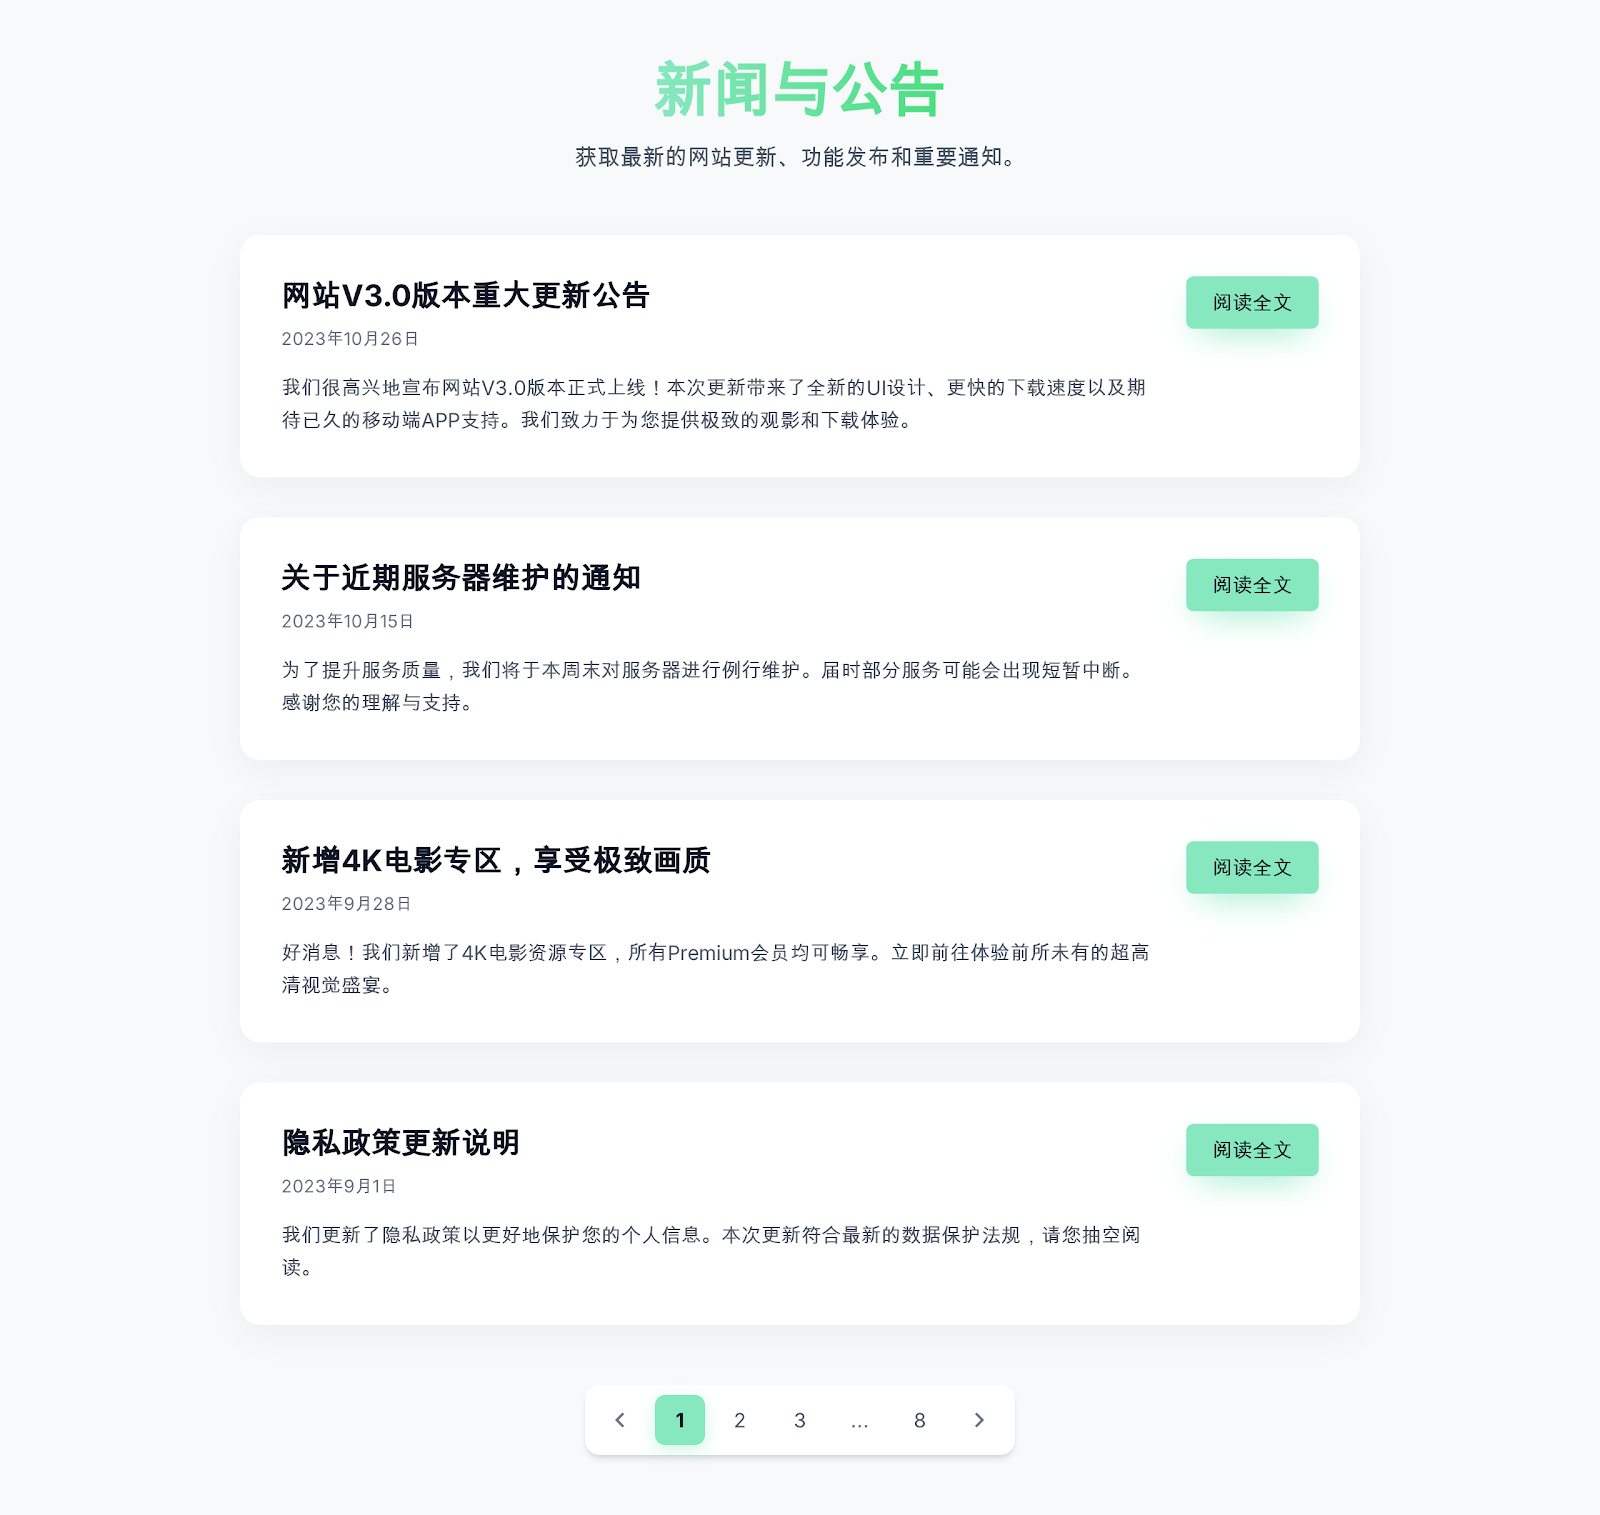 新闻与公告
获取最新的网站更新、功能发布和重要通知。
网站V3.0版本重大更新公告
阅读全文
2023年10月26日
我们很高兴地宣布网站V3.0版本正式上线！本次更新带来了全新的UI设计、更快的下载速度以及期
待已久的移动端APP支持。我们致力于为您提供极致的观影和下载体验。
关于近期服务器维护的通知
阅读全文
2023年10月15日
为了提升服务质量，我们将于本周末对服务器进行例行维护。届时部分服务可能会出现短暂中断。
感谢您的理解与支持。
新增4K电影专区，享受极致画质
阅读全文
2023年9月28日
好消息！我们新增了4K电影资源专区，所有Premium会员均可畅享。立即前往体验前所未有的超高
清视觉盛宴。
隐私政策更新说明
阅读全文
2023年9月1日
我们更新了隐私政策以更好地保护您的个人信息。本次更新符合最新的数据保护法规，请您抽空阅
读。
1 2 3 ... 8